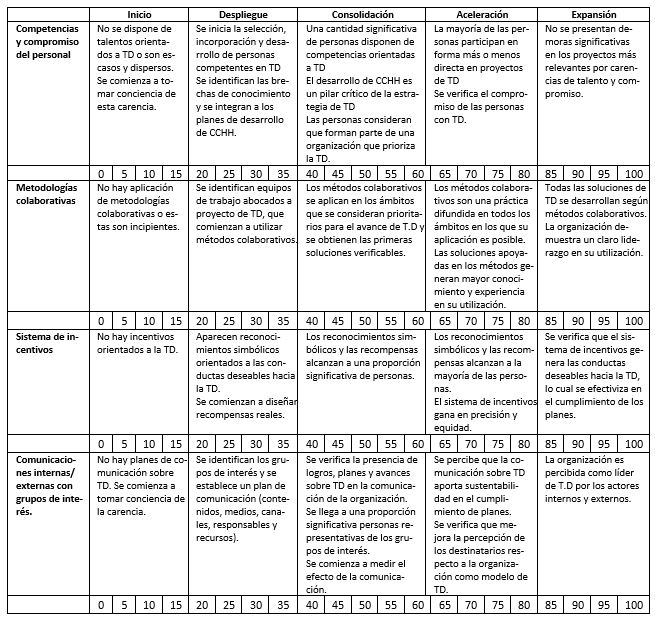 Inicio Despliegue Consolidación Aceleración Expansión
Competencias
y compromiso
del personal
No se dispone de
talentos orienta-
dos a TD o son es-
casos y dispersos.
Se comienza a to-
mar conciencia de
esta carencia.
Se inicia la selección,
incorporación y desa-
rrollo de personas
competentes en TD
Se identifican las bre-
chas de conocimiento
y se integran a los
planes de desarrollo
de CCHH.
Una cantidad significativa
de personas disponen de
competencias orientadas
a TD
El desarrollo de CCHH es
un pilar crítico de la estra-
tegia de TD
Las personas consideran
que forman parte de una
organización que prioriza
la TD.
La mayoría de las per-
sonas participan en
forma más o menos
directa en proyectos
de TD
Se verifica el compro-
miso de las personas
con TD.
No se presentan de-
moras significativas
en los proyectos más
relevantes por caren-
cias de talento y com-
promiso.
0 5 10 15 20 25 30 35 40 45 50 55 60 65 70 75 80 85 90 95 100
Metodologías
colaborativas
No hay aplicación
de metodologías
colaborativas o es-
tas son incipientes.
Se identifican equipos
de trabajo abocados a
proyecto de TD, que
comienzan a utilizar
métodos colaborativos.
Los métodos colaborativos
se aplican en los ámbitos
que se consideran priorita-
rios para el avance de T.D y
se obtienen las primeras
soluciones verificables.
Los métodos colabora-
tivos son una práctica
difundida en todos los
ámbitos en los que su
aplicación es posible.
Las soluciones apoya-
das en los métodos ge-
neran mayor conoci-
miento y experiencia
en su utilización.
Todas las soluciones de
TD se desarrollan según
métodos colaborativos.
La organización de-
muestra un claro lide-
razgo en su utilización.
0 5 10 15 20 25 30 35 40 45 50 55 60 65 70 75 80 85 90 95 100
Sistema de in-
centivos
No hay incentivos
orientados a la TD.
Aparecen reconoci-
mientos simbólicos
orientados a las con-
ductas deseables hacia
la TD.
Se comienzan a diseñar
recompensas reales.
Los reconocimientos sim-
bólicos y las recompensas
alcanzan a una proporción
significativa de personas.
Los reconocimientos
simbólicos y las recom-
pensas alcanzan a la
mayoría de las perso-
nas.
El sistema de incentivos
gana en precisión y
equidad.
Se verifica que el sis-
tema de incentivos ge-
nera las conductas
deseables hacia la TD,
lo cual se efectiviza en
el cumplimiento de los
planes.
0 5 10 15 20 25 30 35 40 45 50 55 60 65 70 75 80 85 90 95 100
Comunicacio-
nes internas/
externas con
grupos de inte-
rés.
No hay planes de co-
municación sobre
TD. Se comienza a
tomar conciencia de
la carencia.
Se identifican los gru-
pos de interés y se
establece un plan de
comunicación (conte-
nidos, medios, cana-
les, responsables y
recursos).
Se verifica la presencia de
logros, planes y avances
sobre TD en la comunica-
ción de la organización.
Se llega a una proporción
significativa personas re-
presentativas de los gru-
pos de interés.
Se comienza a medir el
efecto de la comunica-
ción.
Se percibe que la co-
municación sobre TD
aporta sustentabili-
dad en el cumpli-
miento de planes.
Se verifica que me-
jora la percepción de
los destinatarios res-
pecto a la organiza-
ción como modelo de
TD.
La organización es
percibida como líder
de T.D por los actores
internos y externos.
0 5 10 15 20 25 30 35 40 45 50 55 60 65 70 75 80 85 90 95 100